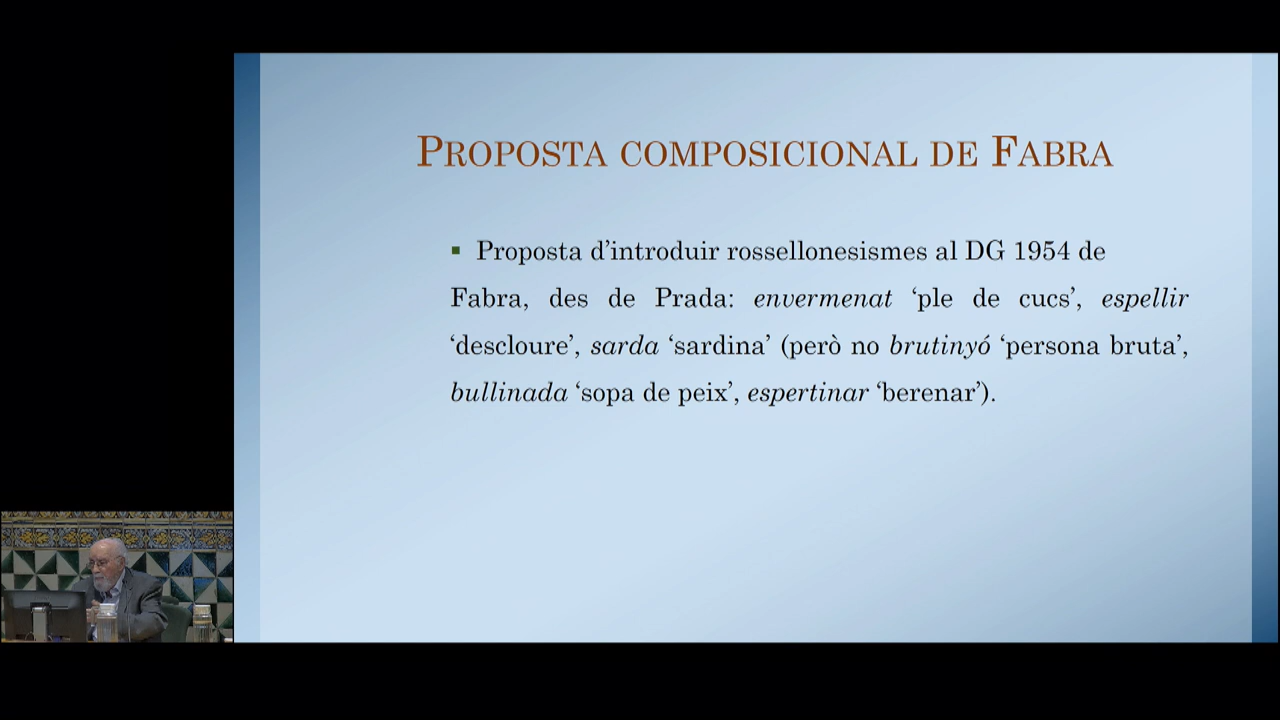 Proposta composicional de Fabra
▪ Proposta d’introduir rossellonesismes al DG 1954 de
Fabra, des de Prada: envermenat ‘ple de cucs’, espellir
‘descloure’, sarda ‘sardina’ (però no brutinyó ‘persona bruta’,
bullinada ‘sopa de peix’, espertinar ‘berenar’).